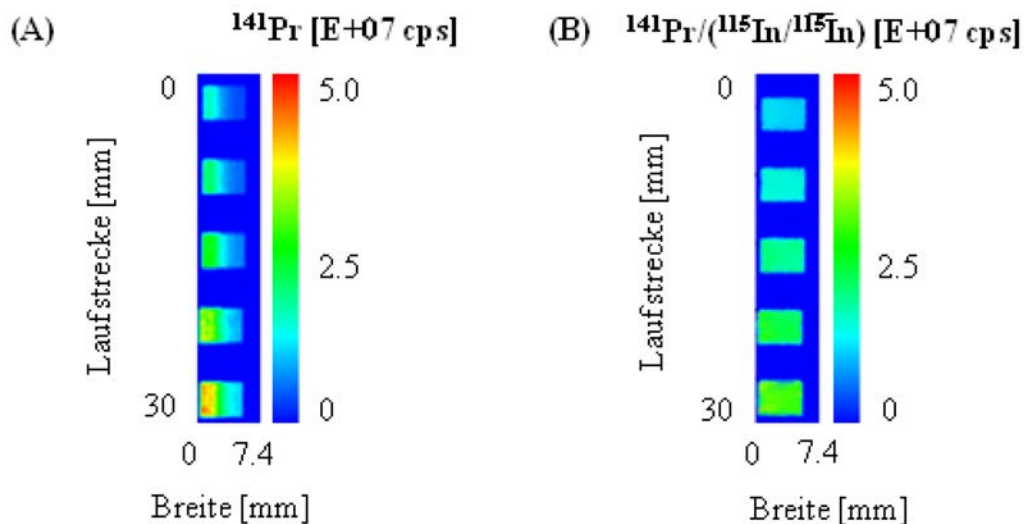 (A) ¹⁴¹Pr [E+07 cps]
0
5.0
2.5
30
0
0 7.4
Laufstrecke [mm]
Breite [mm]
(B) ¹⁴¹Pr/(¹¹⁵In/¹¹⁵I̅n̅) [E+07 cps]
0
5.0
2.5
30
0
0 7.4
Laufstrecke [mm]
Breite [mm]